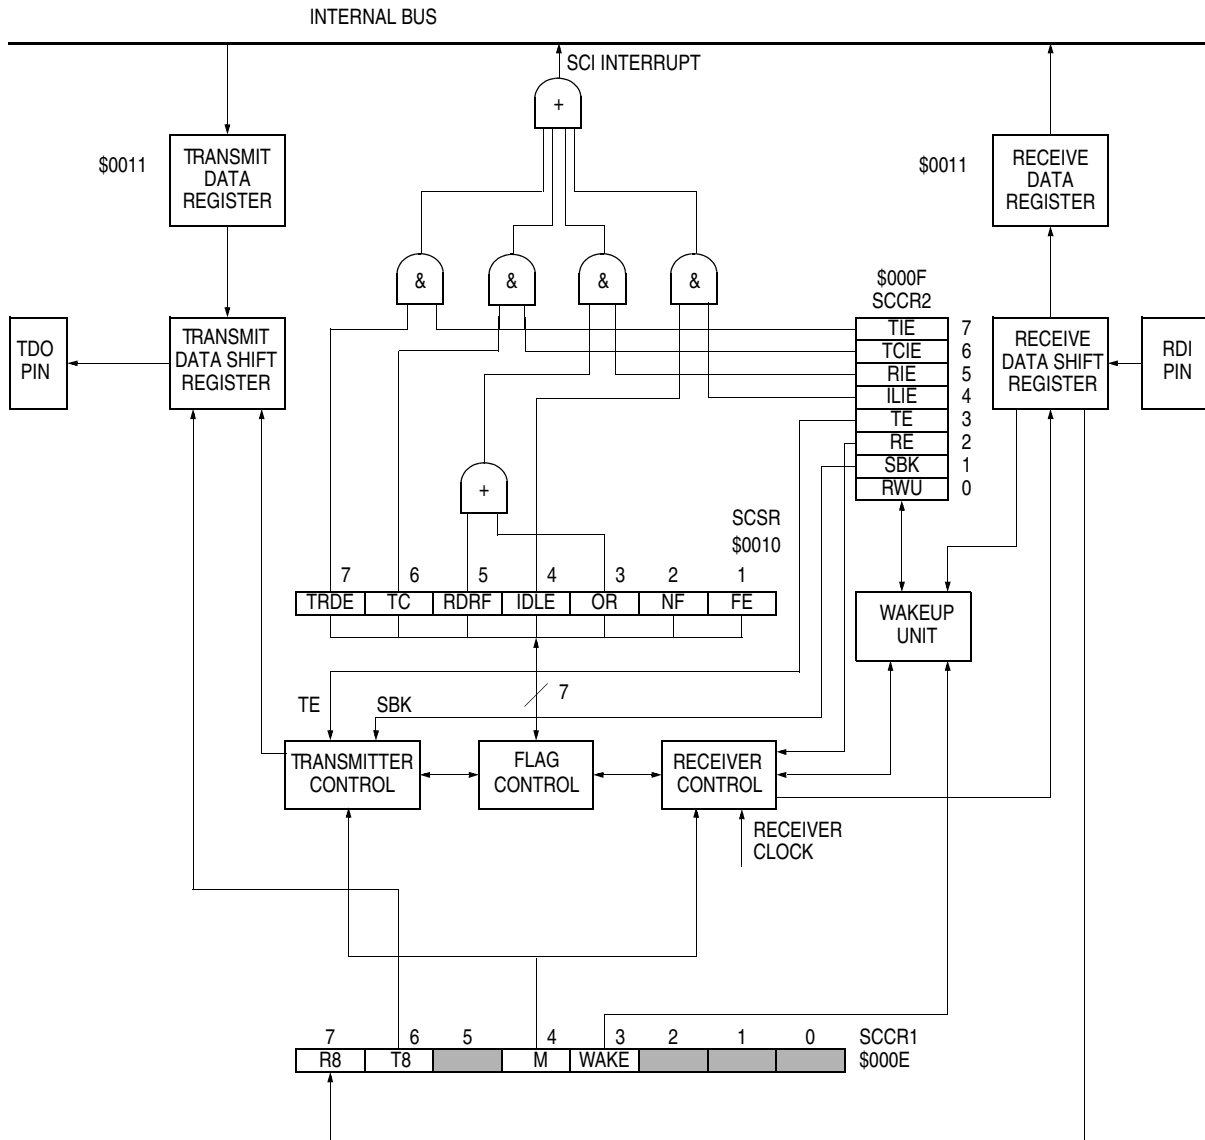 INTERNAL BUS
SCI INTERRUPT
+
$0011
TRANSMIT
DATA
REGISTER
$0011
RECEIVE
DATA
REGISTER
&
&
&
&
$000F
SCCR2
TIE 7
TCIE 6
RIE 5
ILIE 4
TE 3
RE 2
SBK 1
RWU 0
TDO
PIN
TRANSMIT
DATA SHIFT
REGISTER
RECEIVE
DATA SHIFT
REGISTER
RDI
PIN
+
SCSR
$0010
7 6 5 4 3 2 1
TRDE TC RDRF IDLE OR NF FE
WAKEUP
UNIT
7
TE
SBK
TRANSMITTER
CONTROL
FLAG
CONTROL
RECEIVER
CONTROL
RECEIVER
CLOCK
7 6 5 4 3 2 1 0 SCCR1
R8 T8 M WAKE $000E